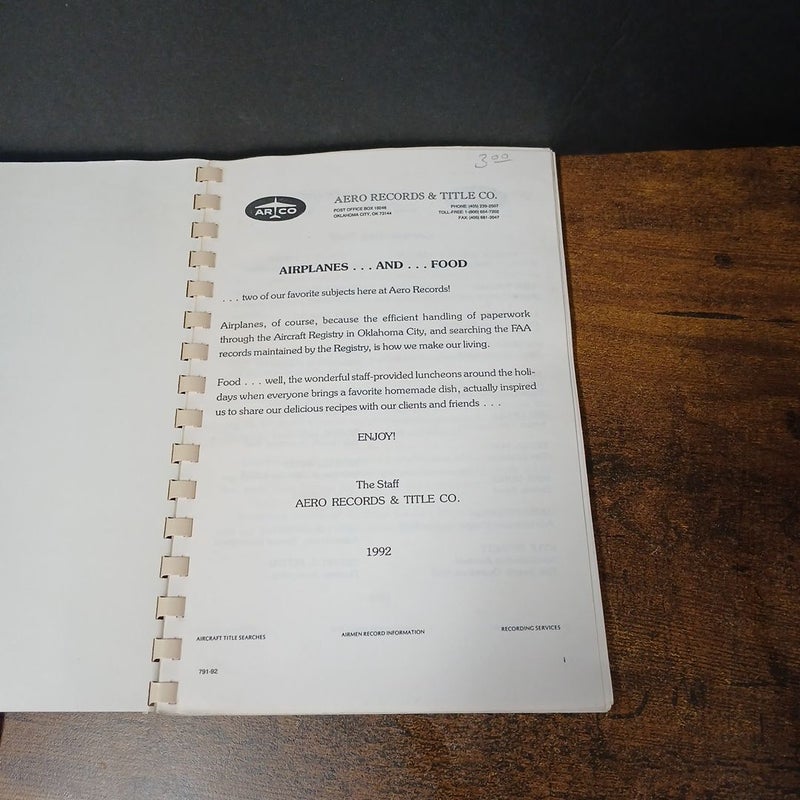 3 00
ARTCO
AERO RECORDS & TITLE CO.
POST OFFICE BOX 19246
OKLAHOMA CITY, OK 73144
PHONE (405) 239-2507
TOLL-FREE 1-(800) 654-7202
FAX (405) 681-3047
AIRPLANES . . . AND . . . FOOD
. . . two of our favorite subjects here at Aero Records!
Airplanes, of course, because the efficient handling of paperwork
through the Aircraft Registry in Oklahoma City, and searching the FAA
records maintained by the Registry, is how we make our living.
Food . . . well, the wonderful staff-provided luncheons around the holi-
days when everyone brings a favorite homemade dish, actually inspired
us to share our delicious recipes with our clients and friends . . .
ENJOY!
The Staff
AERO RECORDS & TITLE CO.
1992
AIRCRAFT TITLE SEARCHES
AIRMEN RECORD INFORMATION
RECORDING SERVICES
791-92
i